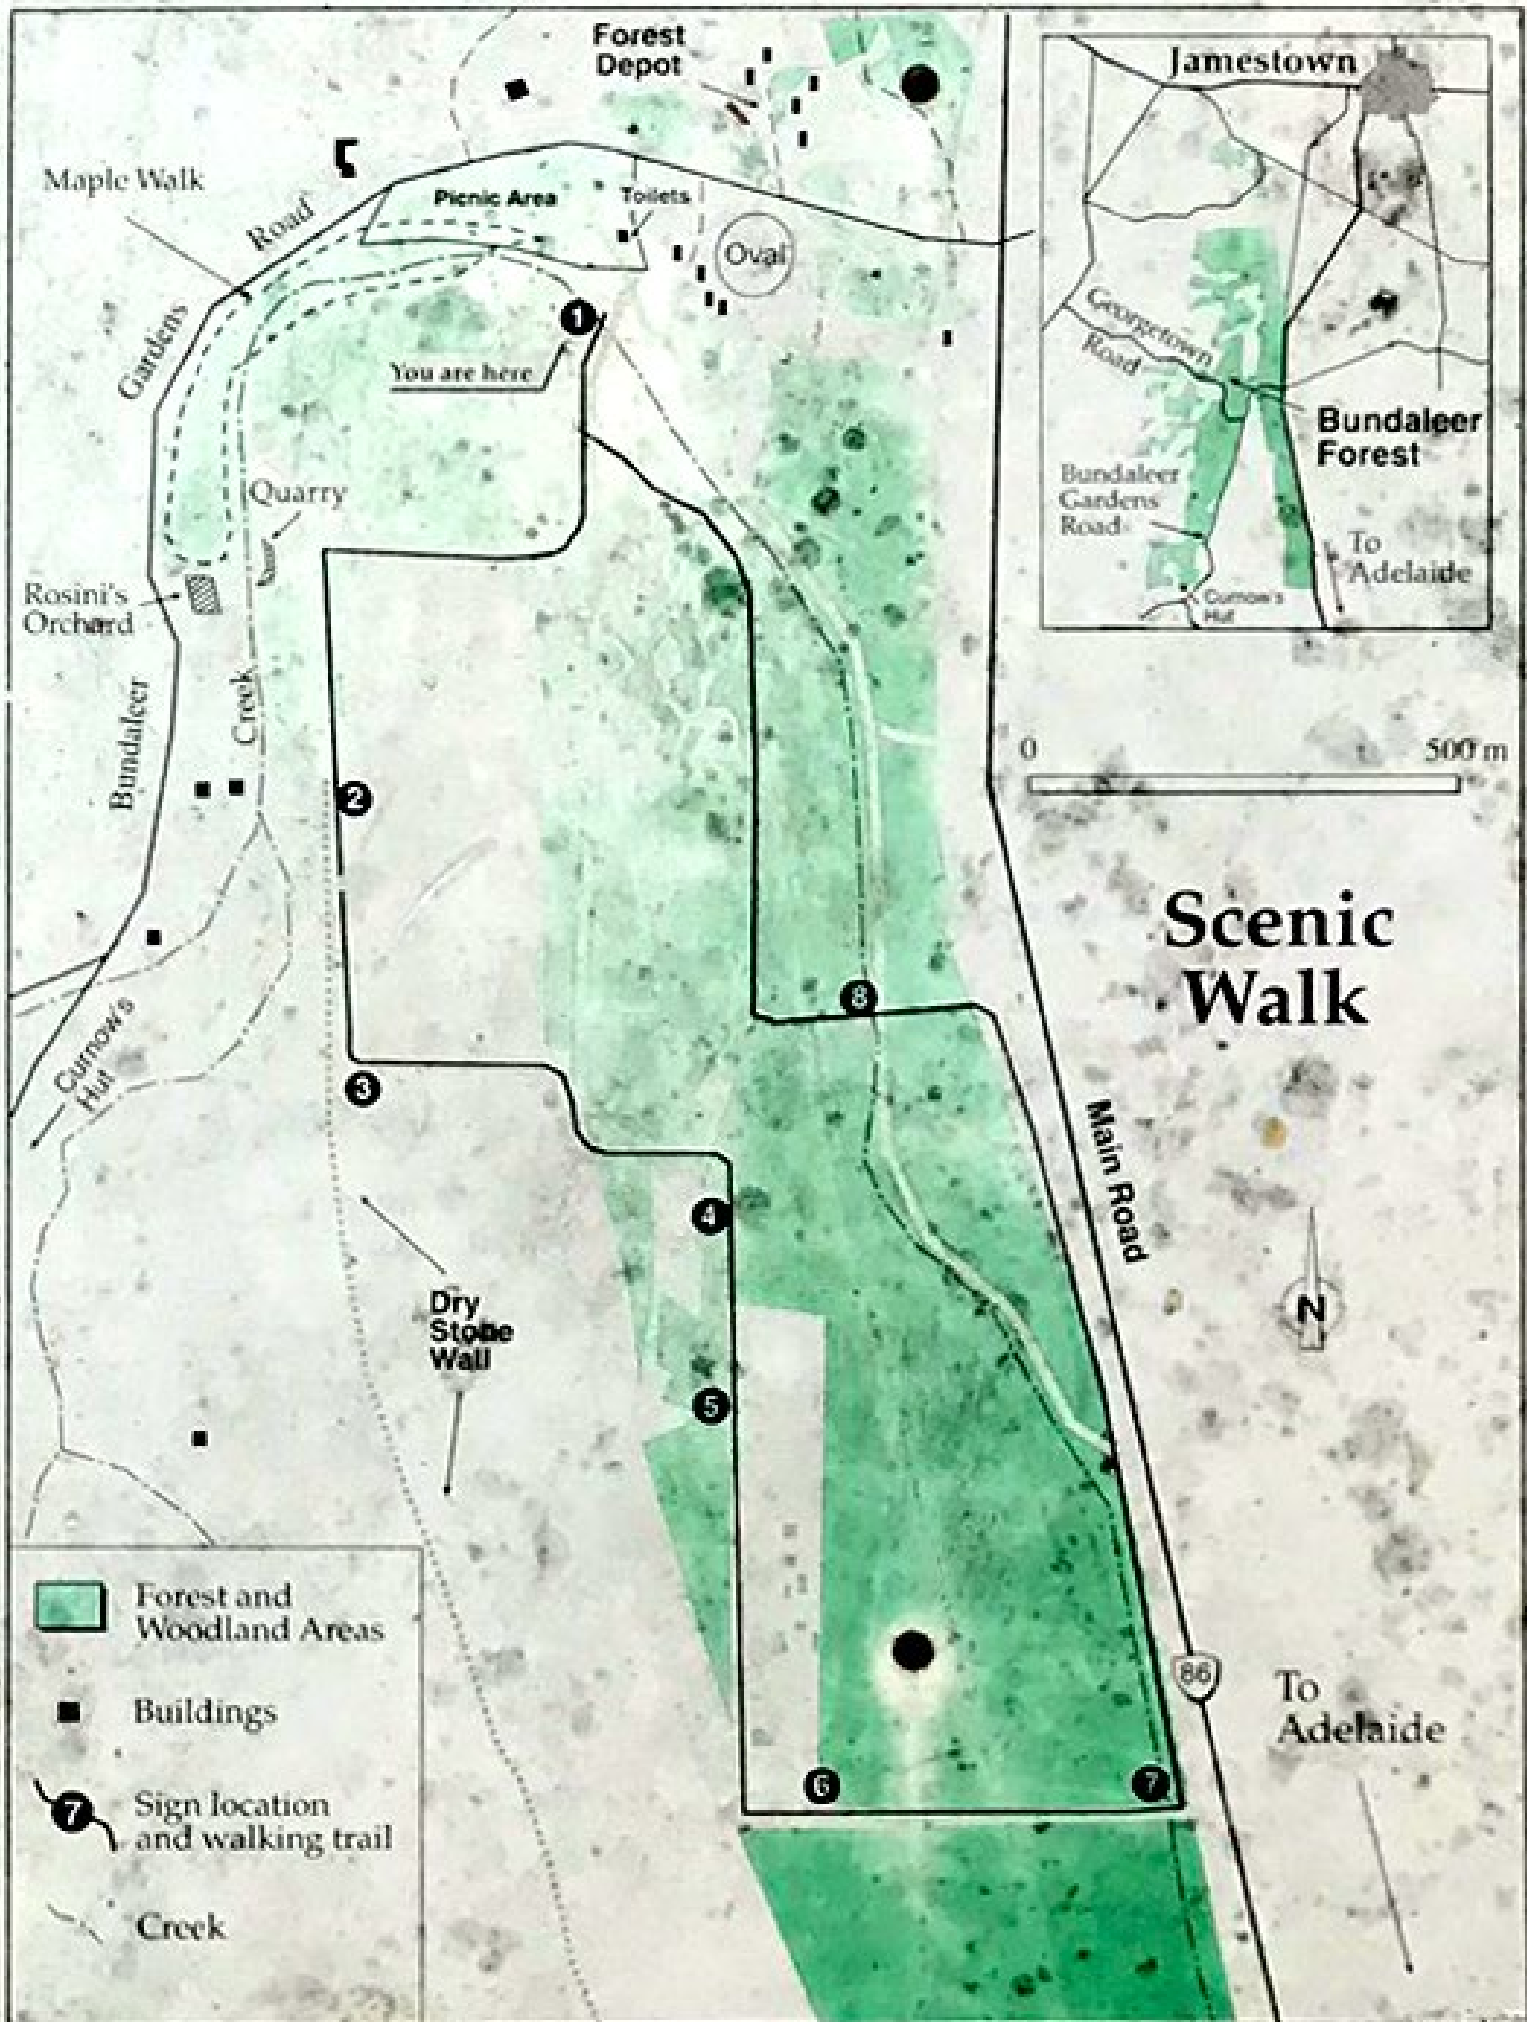 Forest
Depot
Jamestown
Maple Walk
Picnic Area
Toilets
Road
Oval
Gardens
1
You are here
Georgetown
Road
Bundaleer
Forest
Quarry
Bundaleer
Gardens
Road
To
Adelaide
Curnow's
Hut
Rosini's
Orchard
Creek
Bundaleer
0 500 m
2
Scenic
Walk
8
Curnow's
Hut
3
Main Road
4
N
Dry
Stone
Wall
5
Forest and
Woodland Areas
86
To
Adelaide
Buildings
6
7
7
Sign location
and walking trail
Creek